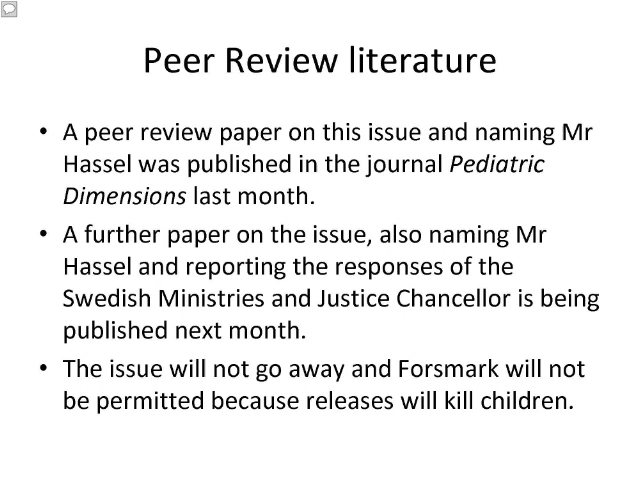 Peer Review literature
• A peer review paper on this issue and naming Mr
Hassel was published in the journal Pediatric
Dimensions last month.
• A further paper on the issue, also naming Mr
Hassel and reporting the responses of the
Swedish Ministries and Justice Chancellor is being
published next month.
• The issue will not go away and Forsmark will not
be permitted because releases will kill children.